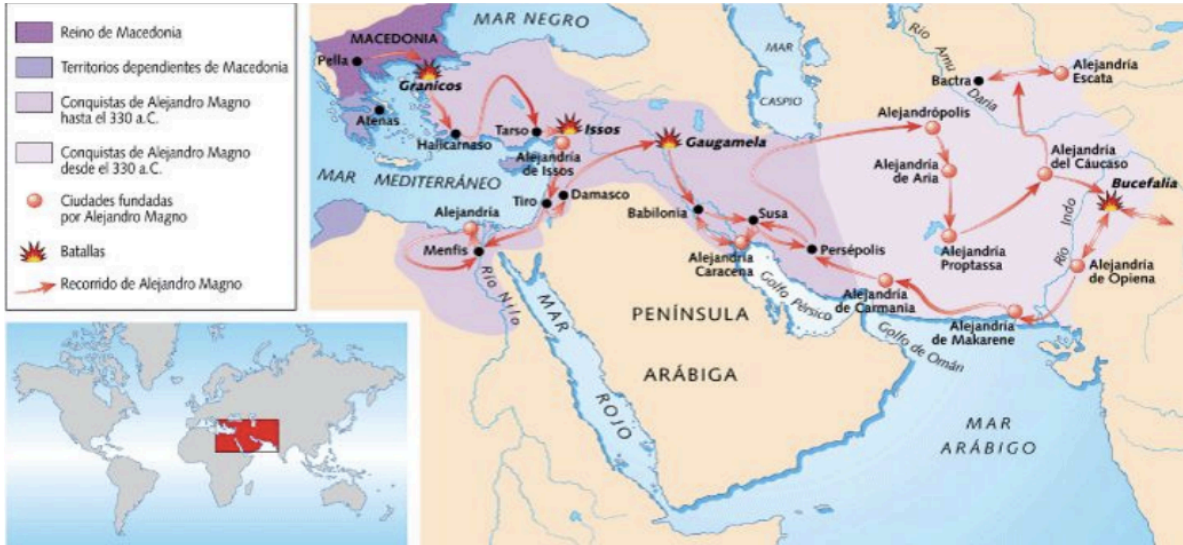 Reino de Macedonia
Territorios dependientes de Macedonia
Conquistas de Alejandro Magno
hasta el 330 a.C.
Conquistas de Alejandro Magno
desde el 330 a.C.
Ciudades fundadas
por Alejandro Magno
Batallas
Recorrido de Alejandro Magno
MAR NEGRO
MACEDONIA
Pella
Granicos
Atenas
Halicarnaso
Tarso
Issos
Alejandría
de Issos
MAR MEDITERRÁNEO
Tiro
Damasco
Alejandría
Menfis
Río Nilo
MAR
CASPIO
Gaugamela
Babilonia
Susa
Alejandría
Caracena
Persépolis
Golfo Pérsico
PENÍNSULA
ARÁBIGA
MAR
ROJO
Río Amu
Daria
Bactra
Alejandría
Escata
Alejandrópolis
Alejandría
de Aria
Alejandría
del Cáucaso
Bucefalia
Alejandría
Proptassa
Río Indo
Alejandría
de Opiena
Alejandría
de Carmania
Alejandría
de Makarene
Golfo de Omán
MAR
ARÁBIGO